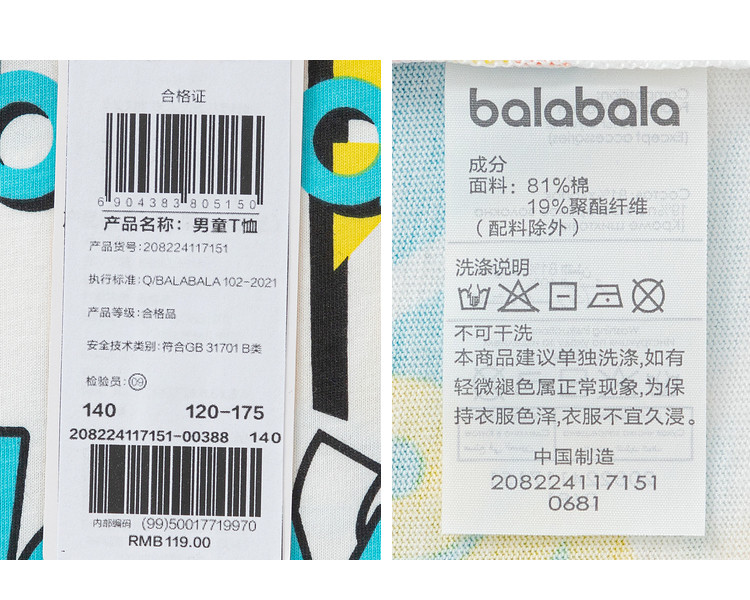 合格证
6 904383 805150
产品名称：男童T恤
产品货号:208224117151
执行标准:Q/BALABALA 102-2021
产品等级:合格品
安全技术类别:符合GB 31701 B类
检验员:09
140 120-175
208224117151-00388 140
内部编码 (99)50017719970
RMB119.00
balabala
成分
面料：81%棉
19%聚酯纤维
（配料除外）
洗涤说明
不可干洗
本商品建议单独洗涤,如有
轻微褪色属正常现象,为保
持衣服色泽,衣服不宜久浸。
中国制造
208224117151
0681